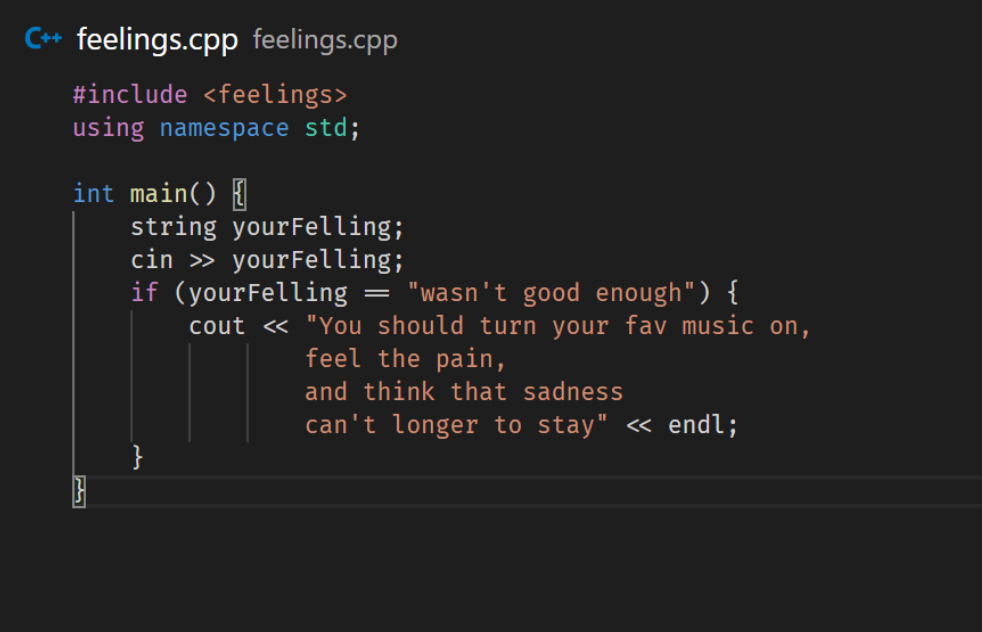 C++ feelings.cpp feelings.cpp
#include <feelings>
using namespace std;
int main() {
string yourFelling;
cin >> yourFelling;
if (yourFelling == "wasn't good enough") {
cout << "You should turn your fav music on,
feel the pain,
and think that sadness
can't longer to stay" << endl;
}
}